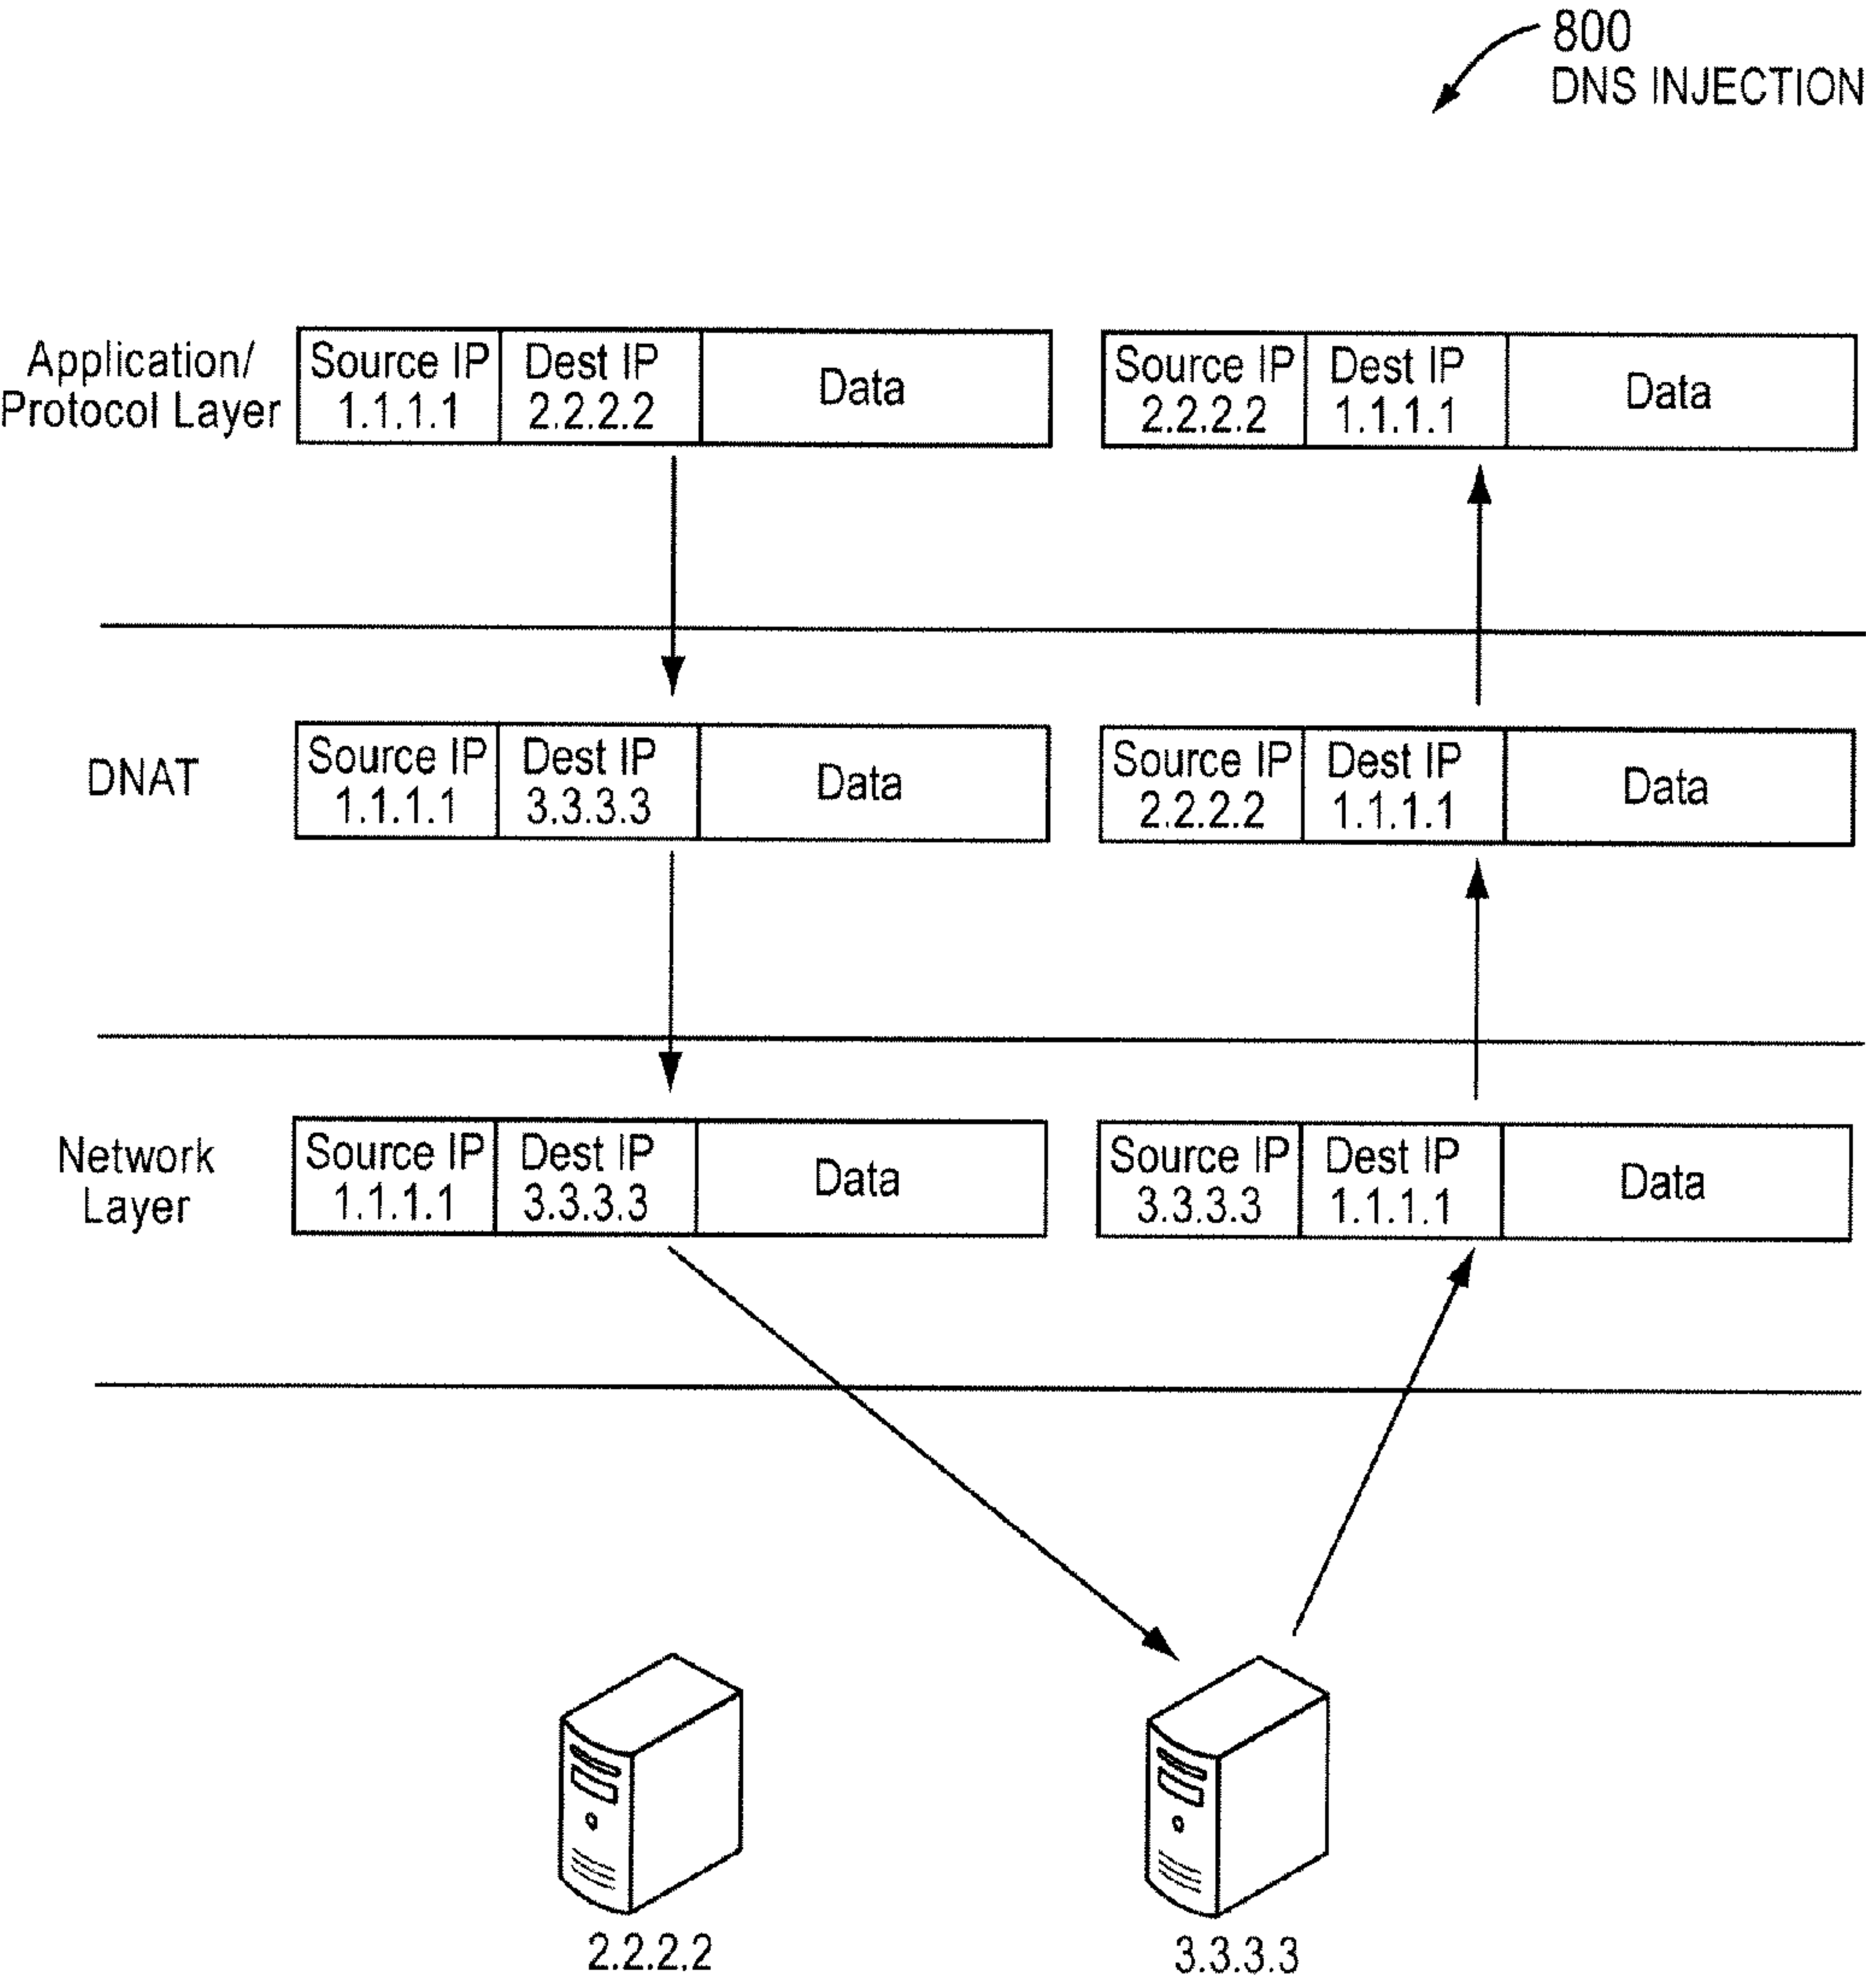 800
DNS INJECTION
Application/
Protocol Layer
Source IP
1.1.1.1
Dest IP
2.2.2.2
Data
Source IP
2.2.2.2
Dest IP
1.1.1.1
Data
DNAT
Source IP
1.1.1.1
Dest IP
3.3.3.3
Data
Source IP
2.2.2.2
Dest IP
1.1.1.1
Data
Network
Layer
Source IP
1.1.1.1
Dest IP
3.3.3.3
Data
Source IP
3.3.3.3
Dest IP
1.1.1.1
Data
2.2.2.2
3.3.3.3